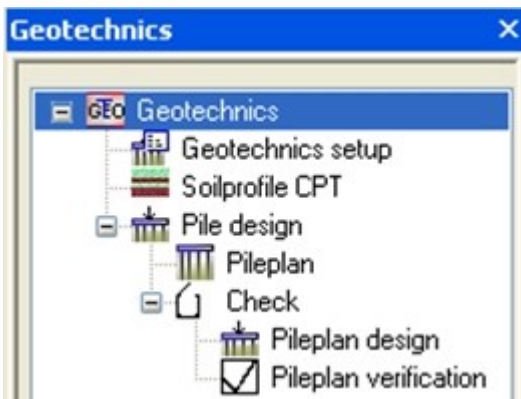 Geotechnics
GEO Geotechnics
Geotechnics setup
Soilprofile CPT
Pile design
Pileplan
Check
Pileplan design
Pileplan verification